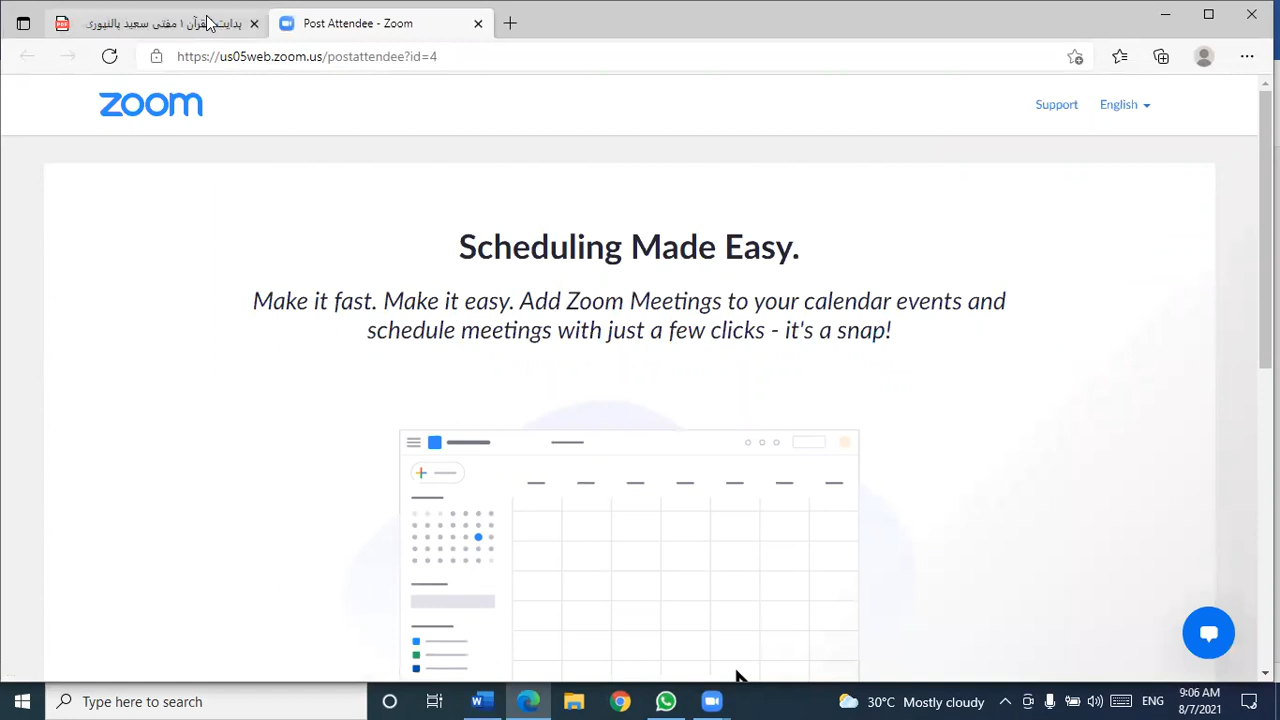 ہدایت القرآن ۱ مفتی سعید پالنپوری
Post Attendee - Zoom
https://us05web.zoom.us/postattendee?id=4
zoom
Support
English
Scheduling Made Easy.
Make it fast. Make it easy. Add Zoom Meetings to your calendar events and
schedule meetings with just a few clicks - it's a snap!
Type here to search
30°C Mostly cloudy
ENG
9:06 AM
8/7/2021